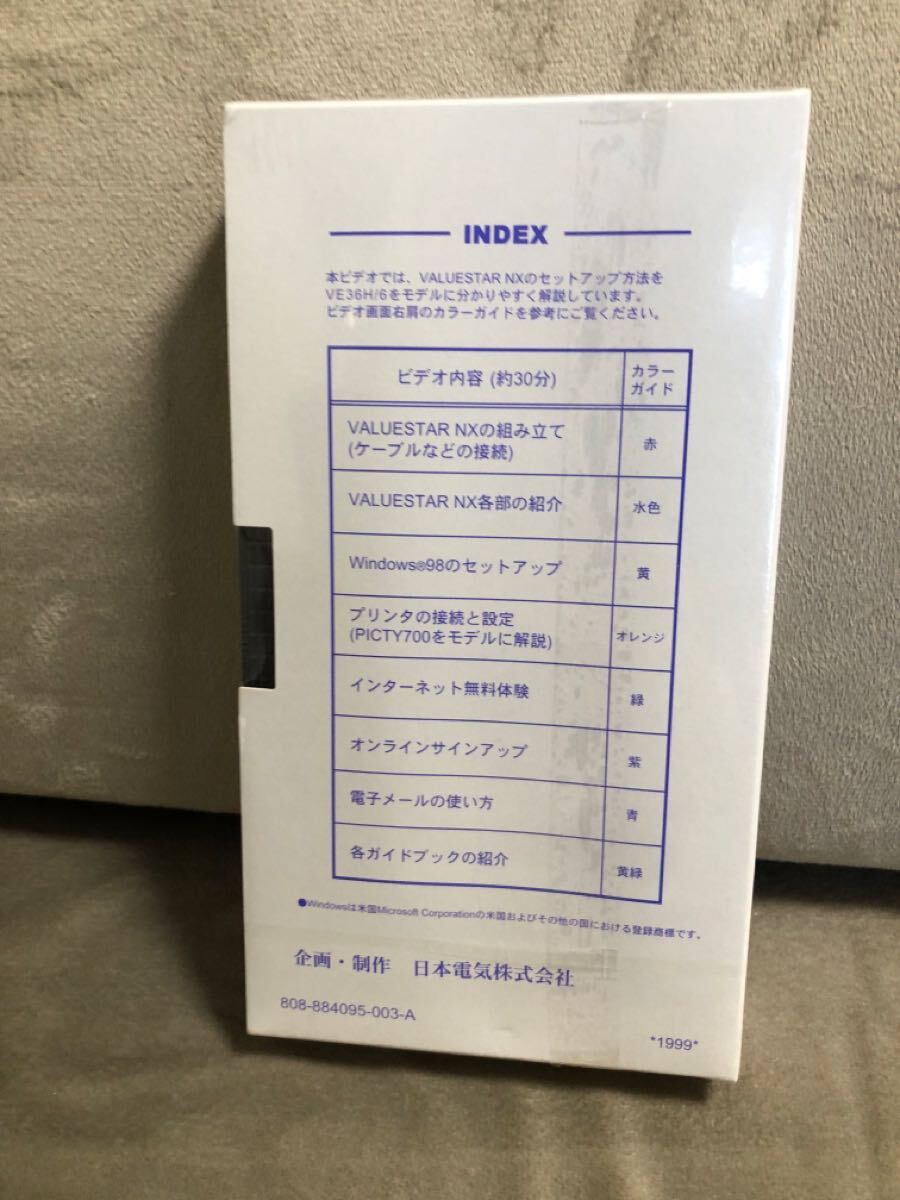 INDEX
本ビデオでは、VALUESTAR NXのセットアップ方法を
VE36H/6をモデルに分かりやすく解説しています。
ビデオ画面右肩のカラーガイドを参考にご覧ください。
ビデオ内容 (約30分)
カラー
ガイド
VALUESTAR NXの組み立て
(ケーブルなどの接続)
赤
VALUESTAR NX各部の紹介
水色
Windows®98のセットアップ
黄
プリンタの接続と設定
(PICTY700をモデルに解説)
オレンジ
インターネット無料体験
緑
オンラインサインアップ
紫
電子メールの使い方
青
各ガイドブックの紹介
黄緑
●Windowsは米国Microsoft Corporationの米国およびその他の国における登録商標です。
企画・制作 日本電気株式会社
808-884095-003-A
*1999*